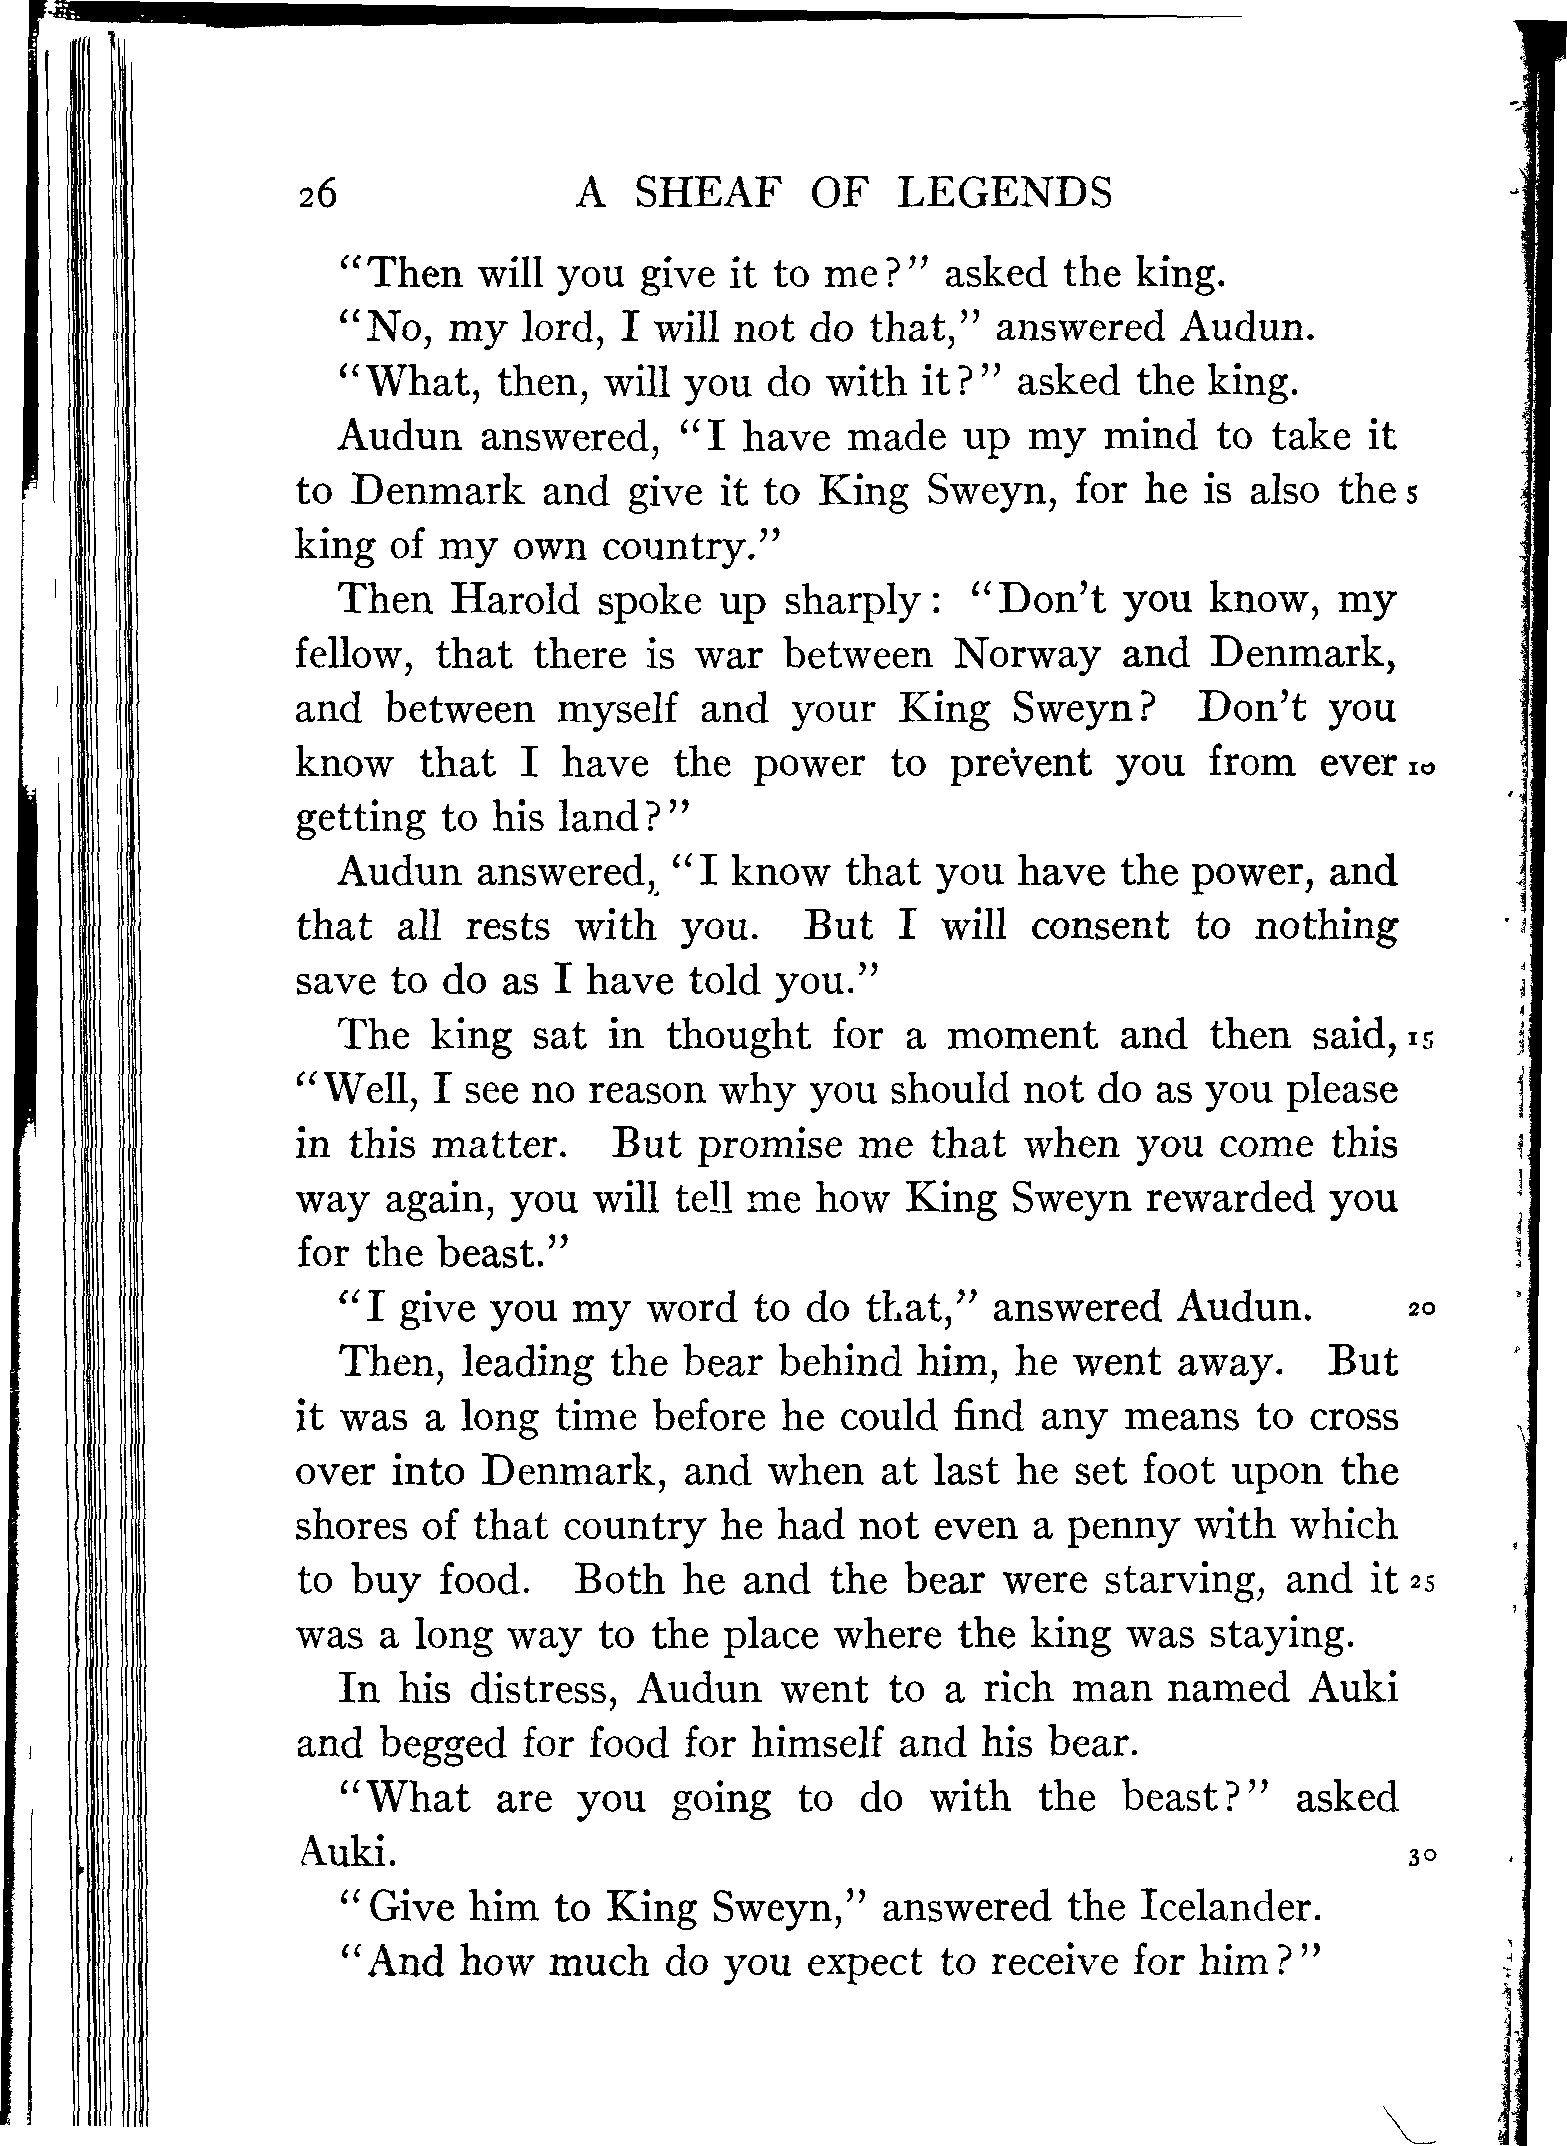 26 A SHEAF OF LEGENDS
“Then will you give it to me?” asked the king.
“No, my lord, I will not do that,” answered Audun.
“What, then, will you do with it?” asked the king.
Audun answered, “I have made up my mind to take it
to Denmark and give it to King Sweyn, for he is also the 5
king of my own country.”
Then Harold spoke up sharply: “Don’t you know, my
fellow, that there is war between Norway and Denmark,
and between myself and your King Sweyn? Don’t you
know that I have the power to prevent you from ever 10
getting to his land?”
Audun answered, “I know that you have the power, and
that all rests with you. But I will consent to nothing
save to do as I have told you.”
The king sat in thought for a moment and then said, 15
“Well, I see no reason why you should not do as you please
in this matter. But promise me that when you come this
way again, you will tell me how King Sweyn rewarded you
for the beast.”
“I give you my word to do that,” answered Audun. 20
Then, leading the bear behind him, he went away. But
it was a long time before he could find any means to cross
over into Denmark, and when at last he set foot upon the
shores of that country he had not even a penny with which
to buy food. Both he and the bear were starving, and it 25
was a long way to the place where the king was staying.
In his distress, Audun went to a rich man named Auki
and begged for food for himself and his bear.
“What are you going to do with the beast?” asked
Auki. 30
“Give him to King Sweyn,” answered the Icelander.
“And how much do you expect to receive for him?”